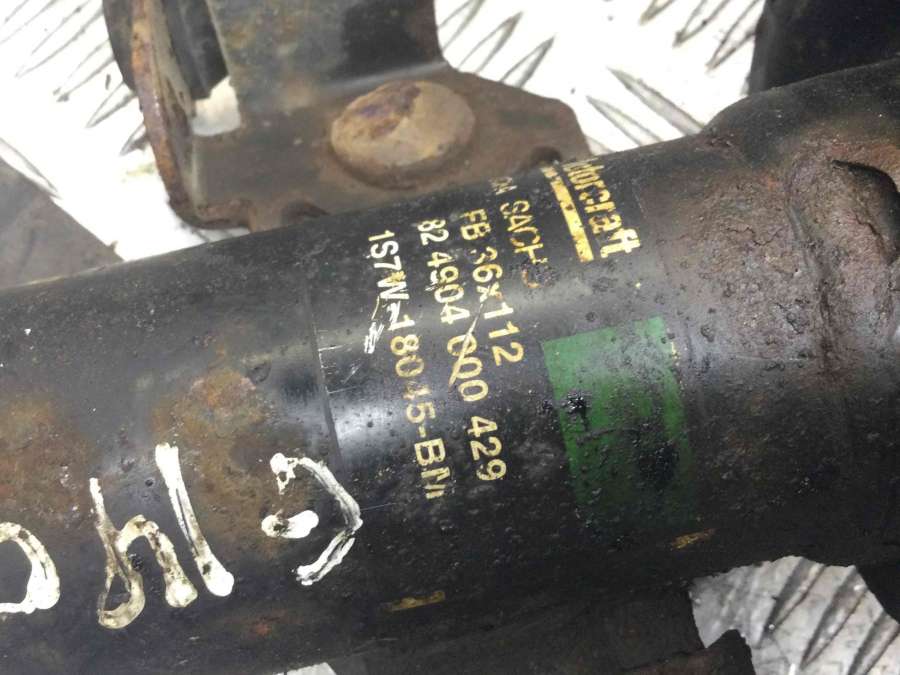 Motorcraft
SACHS
FB 36x112
82 4904 000 429
1S7W-18045-BM